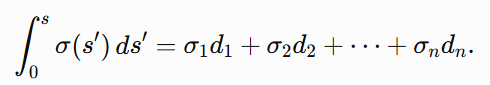 ∫₀ˢ σ(s′) ds′ = σ₁d₁ + σ₂d₂ + ⋯ + σₙdₙ.